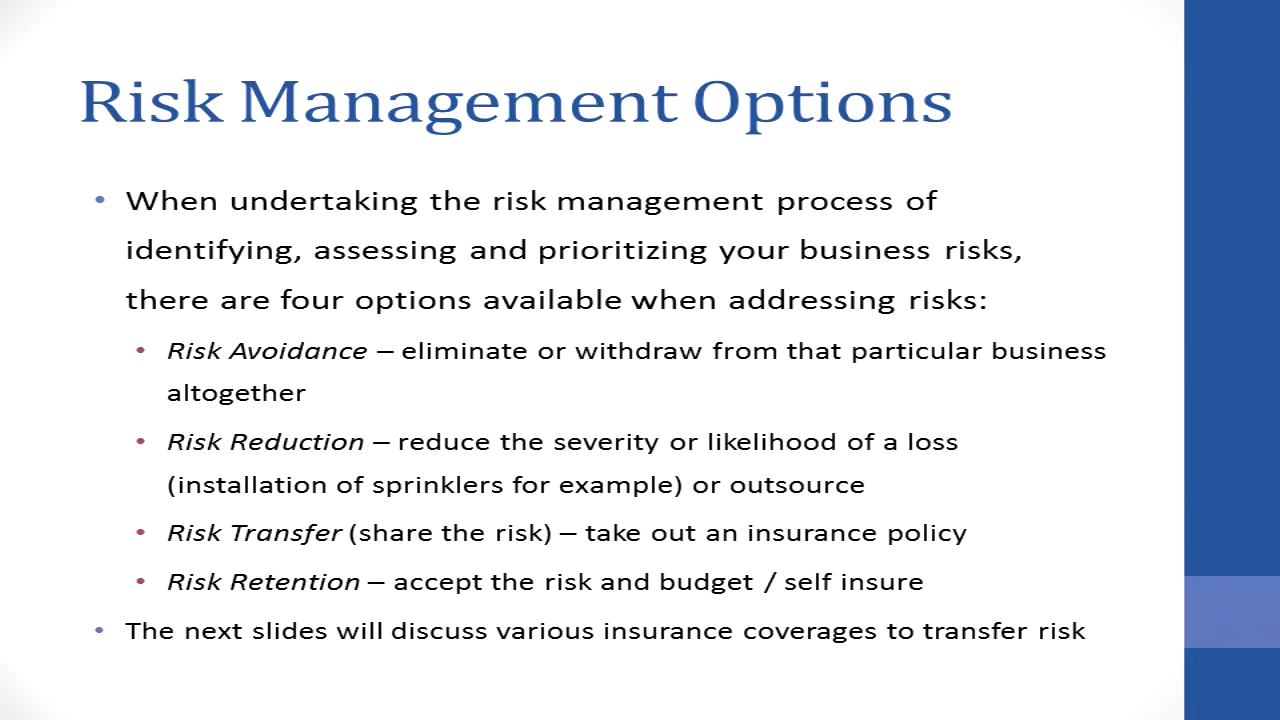 Risk Management Options
• When undertaking the risk management process of
identifying, assessing and prioritizing your business risks,
there are four options available when addressing risks:
• Risk Avoidance – eliminate or withdraw from that particular business
altogether
• Risk Reduction – reduce the severity or likelihood of a loss
(installation of sprinklers for example) or outsource
• Risk Transfer (share the risk) – take out an insurance policy
• Risk Retention – accept the risk and budget / self insure
• The next slides will discuss various insurance coverages to transfer risk